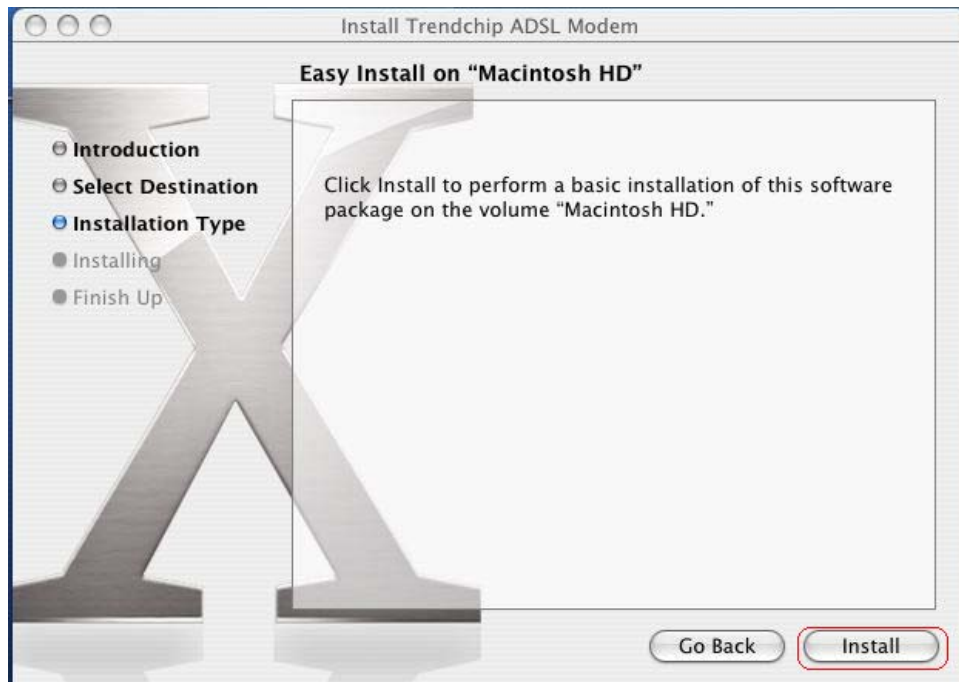 Install Trendchip ADSL Modem
Easy Install on “Macintosh HD”
Introduction
Select Destination
Installation Type
Installing
Finish Up
Click Install to perform a basic installation of this software
package on the volume “Macintosh HD.”
Go Back
Install